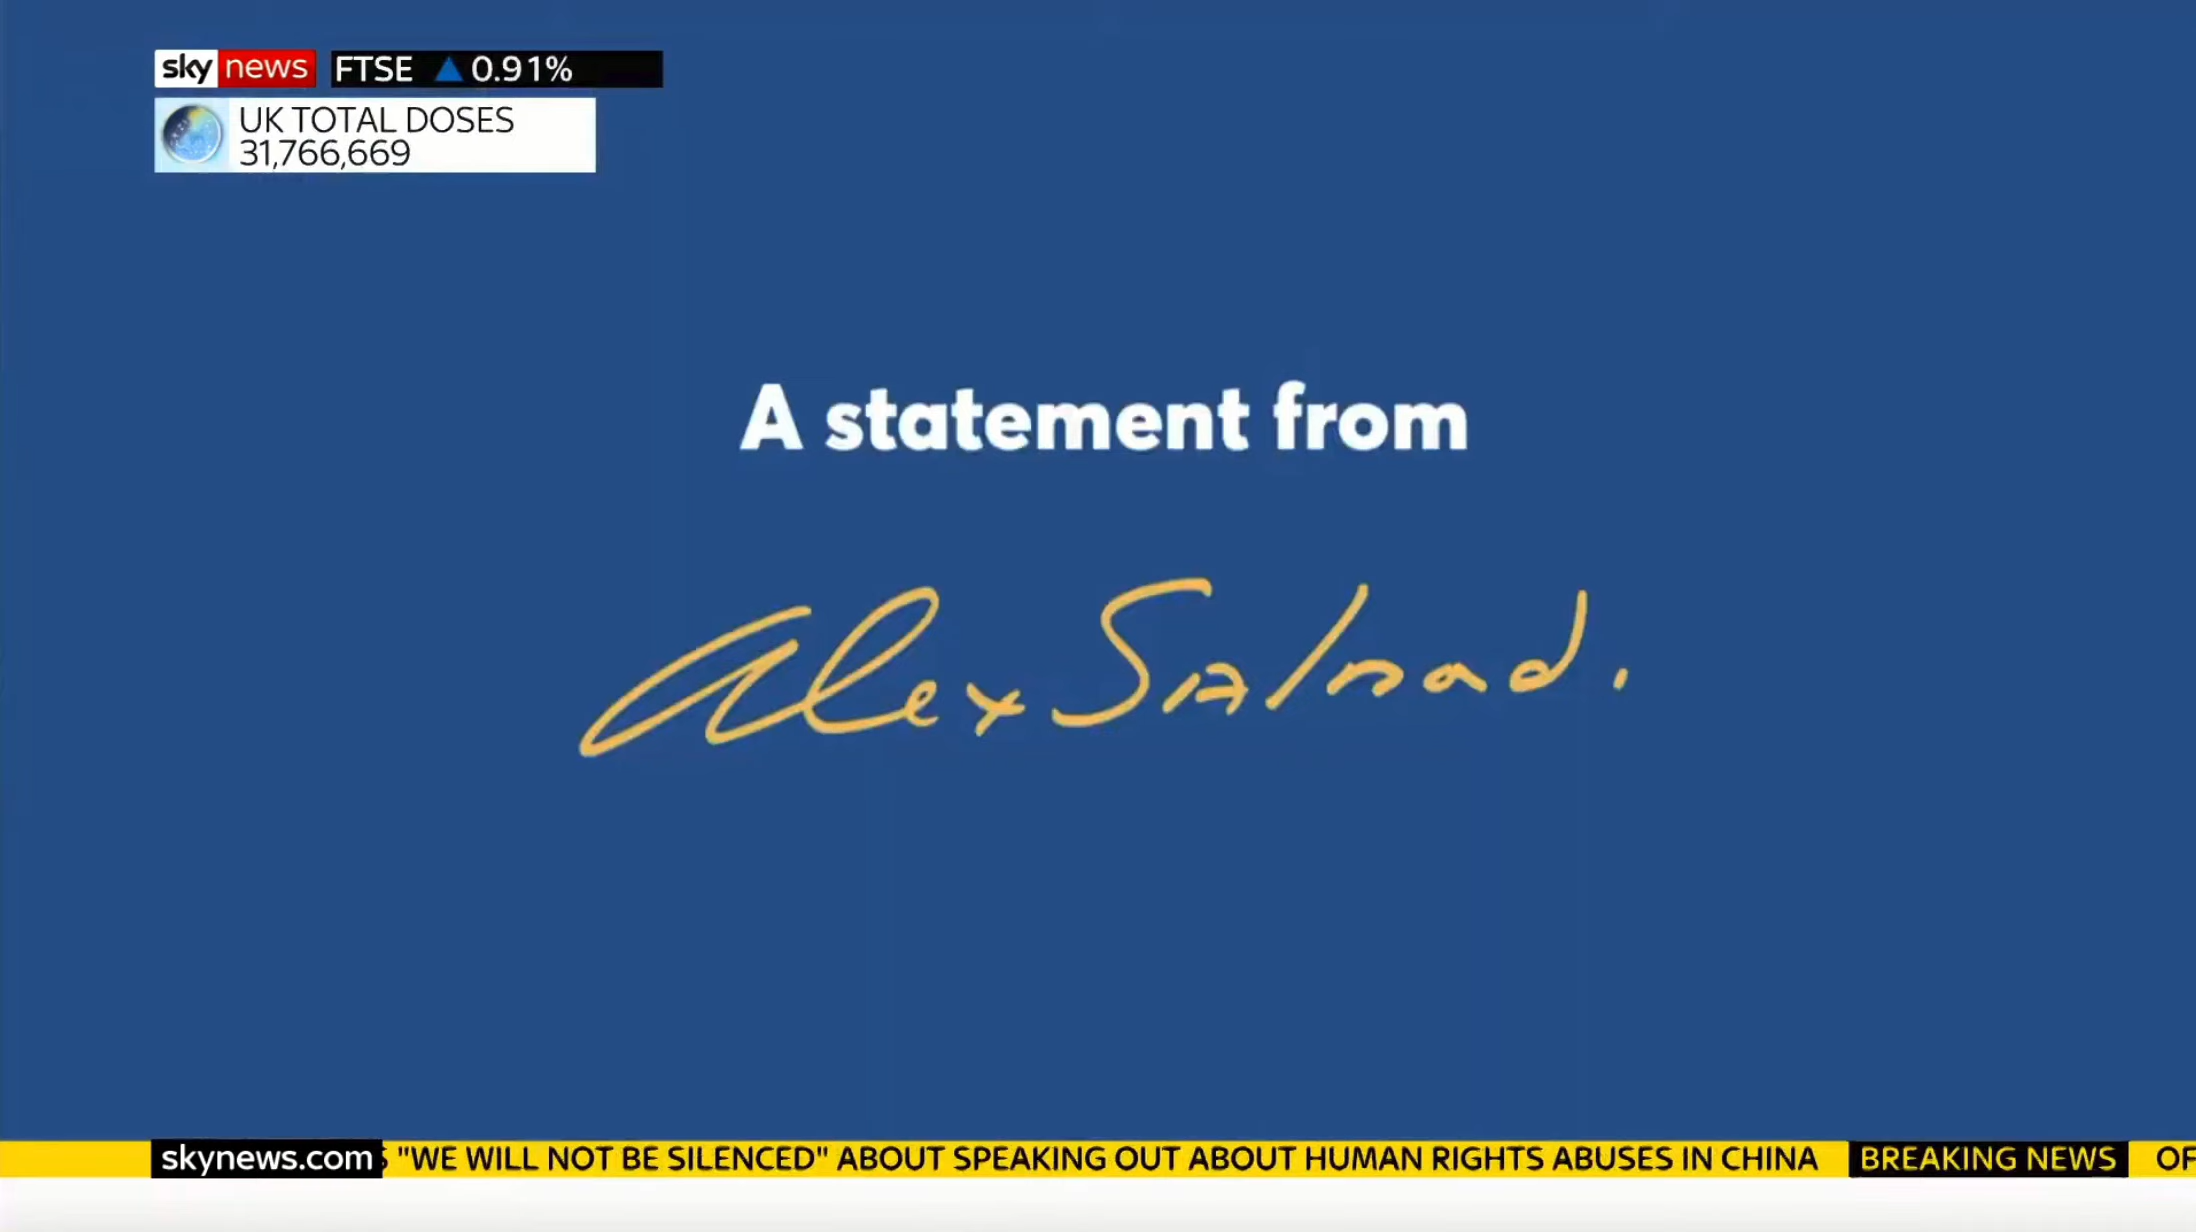 sky news FTSE ▲ 0.91%
UK TOTAL DOSES
31,766,669
A statement from
Alex Salmond.
skynews.com "WE WILL NOT BE SILENCED" ABOUT SPEAKING OUT ABOUT HUMAN RIGHTS ABUSES IN CHINA BREAKING NEWS